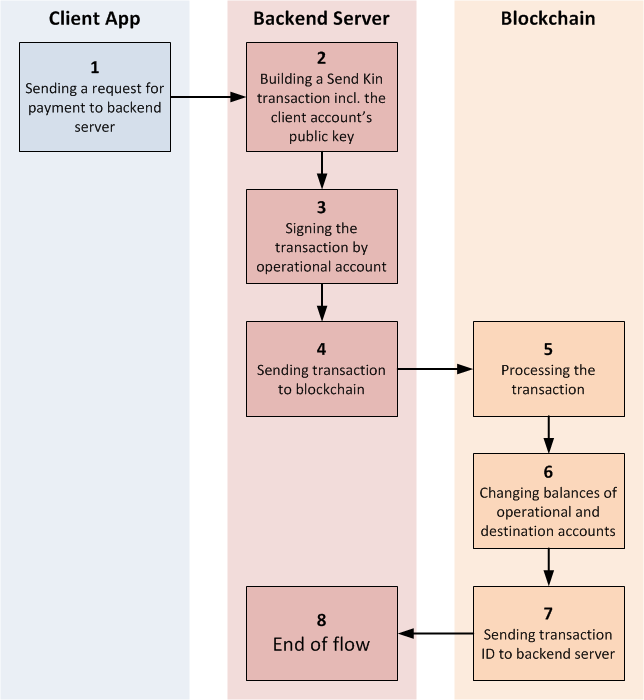 Client App
Backend Server
Blockchain
1
Sending a request for
payment to backend
server
2
Building a Send Kin
transaction incl. the
client account's
public key
3
Signing the
transaction by
operational account
4
Sending transaction
to blockchain
5
Processing the
transaction
6
Changing balances of
operational and
destination accounts
7
Sending transaction
ID to backend server
8
End of flow